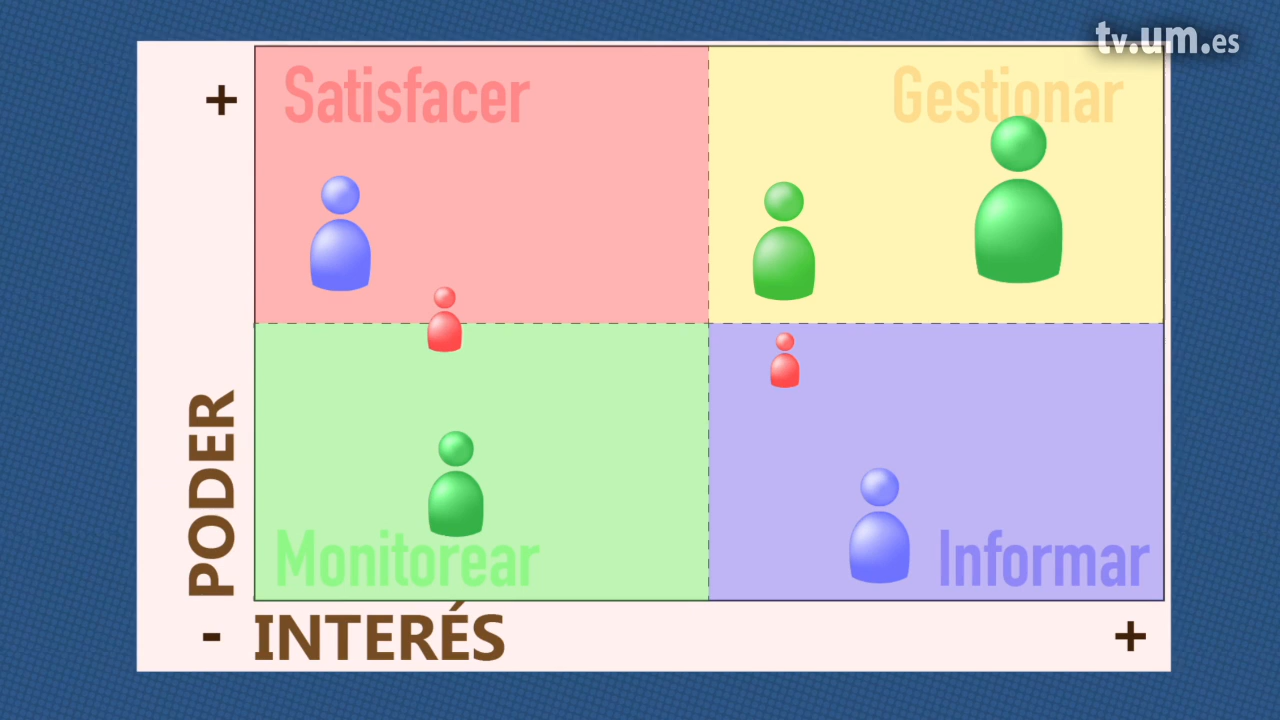 tv.um.es
+
Satisfacer
Gestionar
PODER
Monitorear
Informar
- INTERÉS +